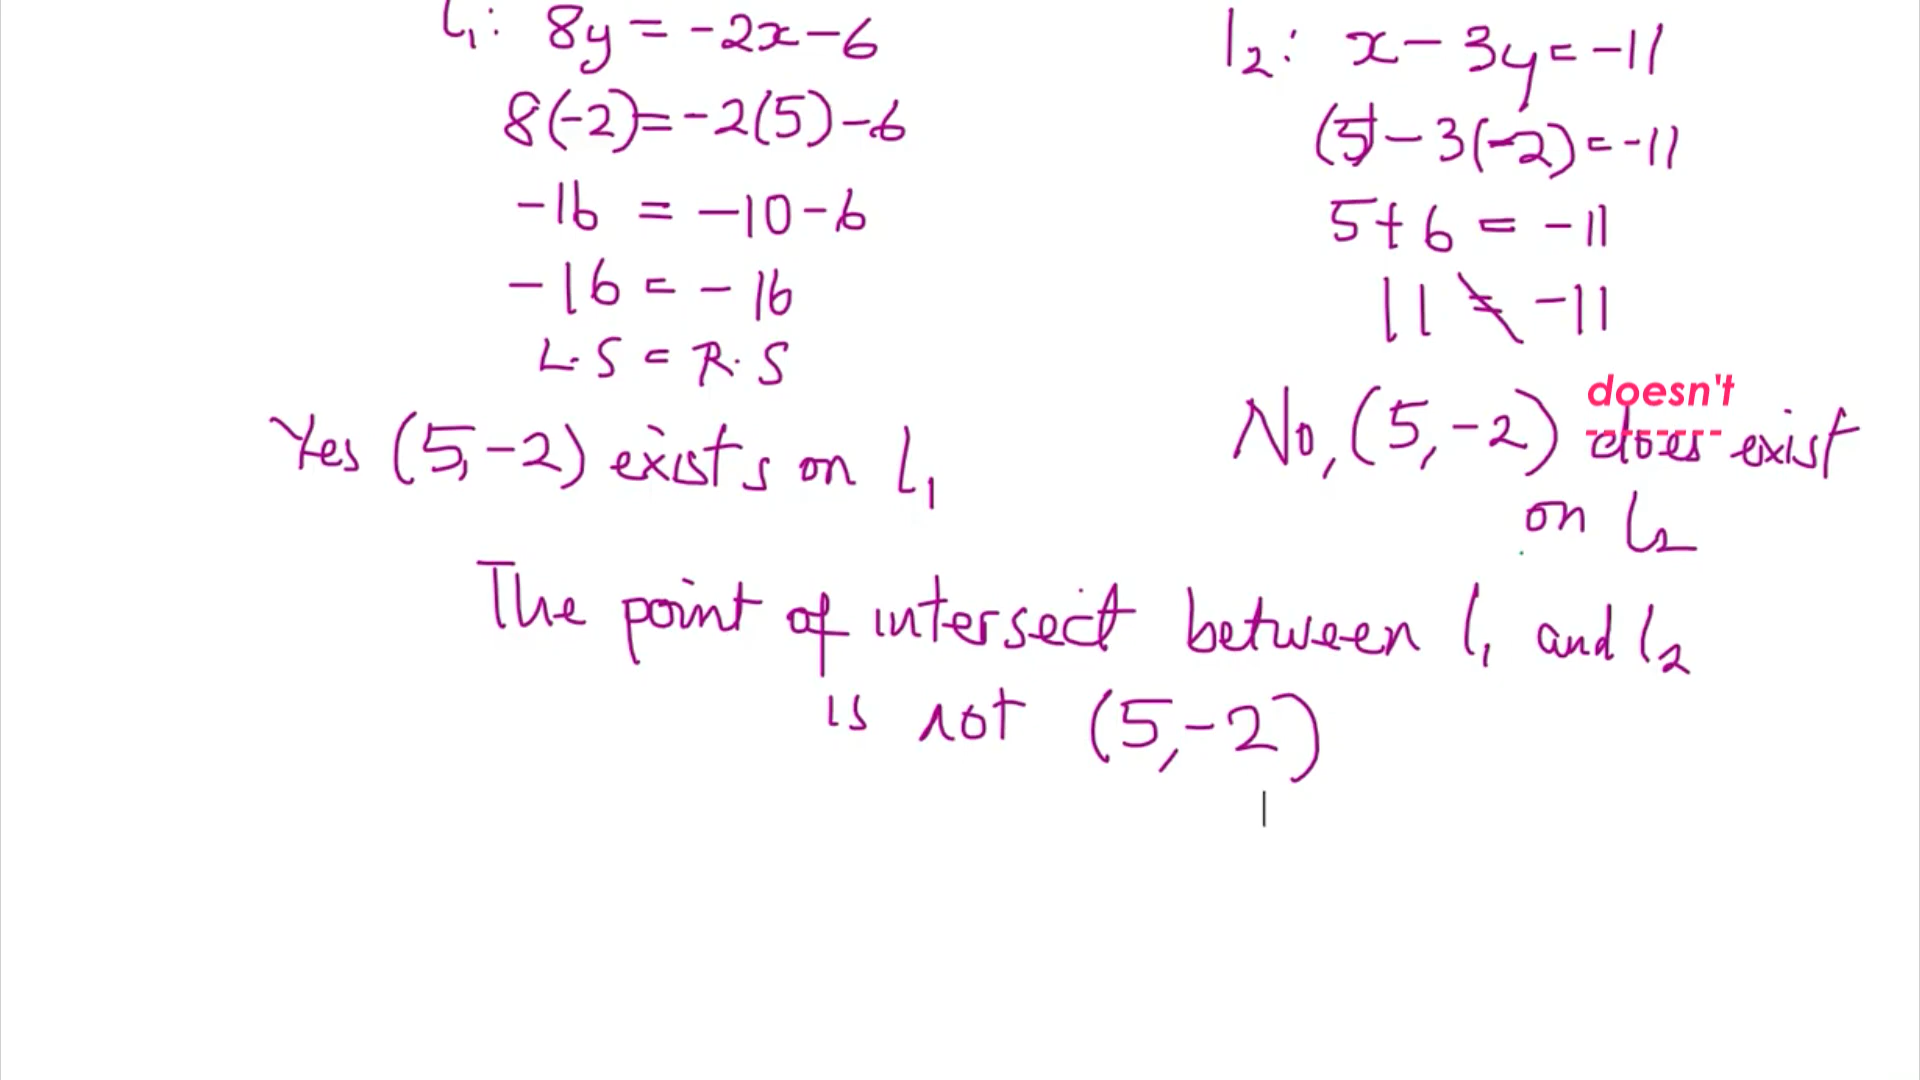 l₁: 8y = -2x - 6
8(-2) = -2(5) - 6
-16 = -10 - 6
-16 = -16
L.S = R.S
Yes (5,-2) exists on l₁
l₂: x - 3y = -11
(5) - 3(-2) = -11
5 + 6 = -11
11 ≠ -11
doesn't
No, (5,-2) does exist
on l₂
The point of intersect between l₁ and l₂
is not (5,-2)